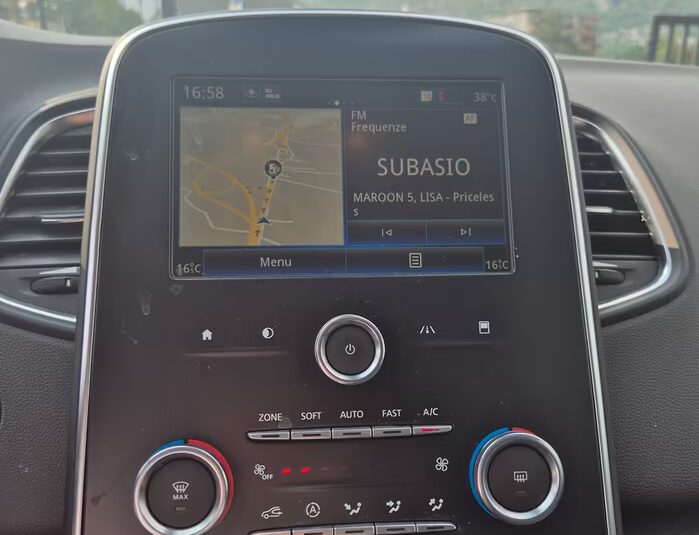 16:58
38°C
FM
AF
Frequenze
SUBASIO
MAROON 5, LISA - Priceles
s
16°C
Menu
16°C
ZONE SOFT AUTO FAST A/C
OFF
MAX